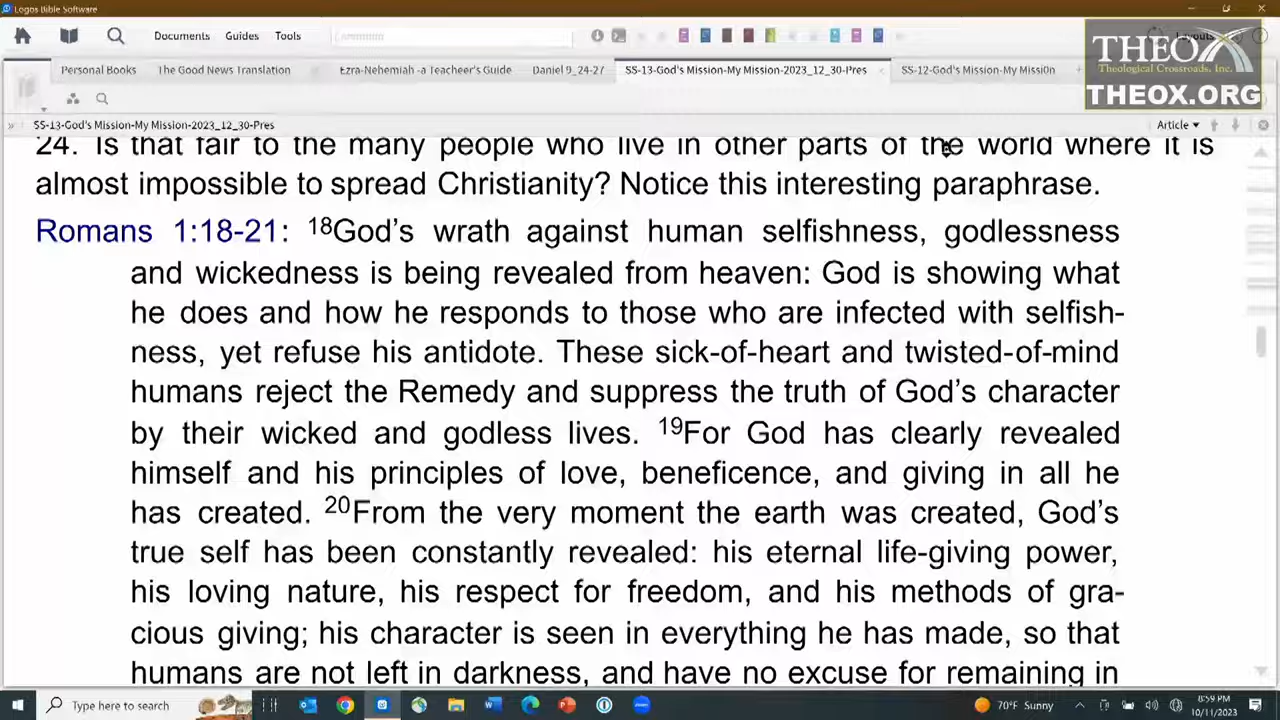 Logos Bible Software
Documents Guides Tools
THEOX
Theological Crossroads, Inc.
THEOX.ORG
Personal Books The Good News Translation Daniel 9_24-27 SS-13-God's Mission-My Mission-2023_12_30-Pres SS-12-God's Mission-My Missi0n
SS-13-God's Mission-My Mission-2023_12_30-Pres Article
24. Is that fair to the many people who live in other parts of the world where it is
almost impossible to spread Christianity? Notice this interesting paraphrase.
Romans 1:18-21: 18God’s wrath against human selfishness, godlessness
and wickedness is being revealed from heaven: God is showing what
he does and how he responds to those who are infected with selfish-
ness, yet refuse his antidote. These sick-of-heart and twisted-of-mind
humans reject the Remedy and suppress the truth of God’s character
by their wicked and godless lives. 19For God has clearly revealed
himself and his principles of love, beneficence, and giving in all he
has created. 20From the very moment the earth was created, God’s
true self has been constantly revealed: his eternal life-giving power,
his loving nature, his respect for freedom, and his methods of gra-
cious giving; his character is seen in everything he has made, so that
humans are not left in darkness, and have no excuse for remaining in
Type here to search
70°F Sunny
8:59 PM
10/11/2023